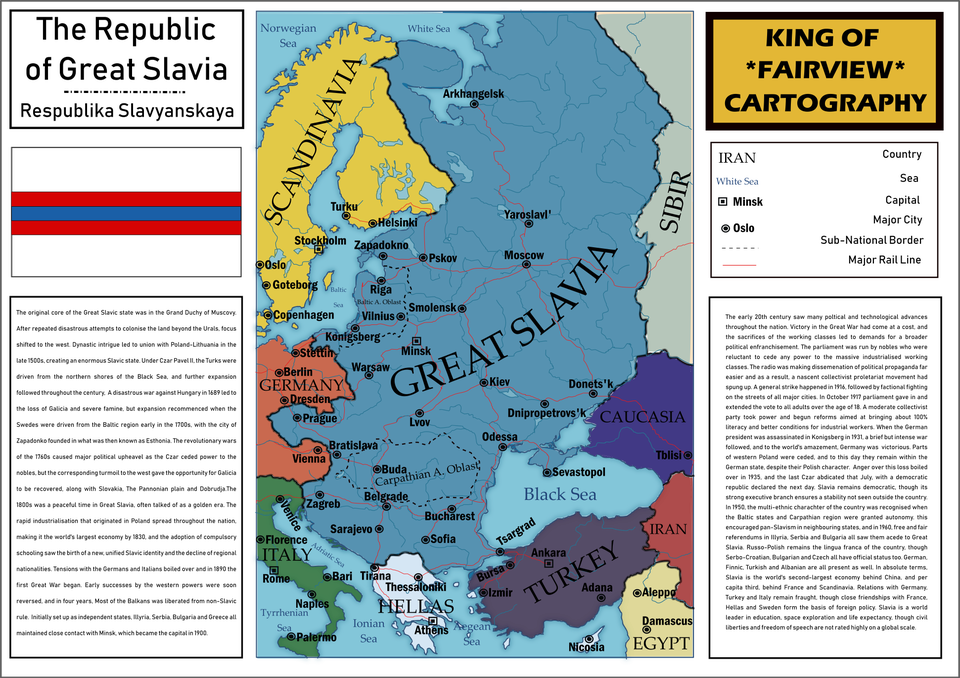 The Republic
of Great Slavia
Respublika Slavyanskaya
The original core of the Great Slavic state was in the Grand Duchy of Muscovy.
After repeated disastrous attempts to colonise the land beyond the Urals, focus
shifted to the west. Dynastic intrigue led to union with Poland-Lithuania in the
late 1500s, creating an enormous Slavic state. Under Czar Pavel II, the Turks were
driven from the northern shores of the Black Sea, and further expansion
followed throughout the century. A disastrous war against Hungary in 1689 led to
the loss of Galicia and severe famine, but expansion recommenced when the
Swedes were driven from the Baltic region early in the 1700s, with the city of
Zapadonko founded in what was then known as Esthonia. The revolutionary wars
of the 1760s caused major political upheavel as the Czar ceded power to the
nobles, but the corresponding turmoil to the west gave the opportunity for Galicia
to be recovered, along with Slovakia, The Pannonian plain and Dobrudja.The
1800s was a peaceful time in Great Slavia, often talked of as a golden era. The
rapid industrialisation that originated in Poland spread throughout the nation,
making it the world's largest economy by 1830, and the adoption of compulsory
schooling saw the birth of a new, unified Slavic identity and the decline of regional
nationalities. Tensions with the Germans and Italians boiled over and in 1890 the
first Great War began. Early successes by the western powers were soon
reversed, and in four years, Most of the Balkans was liberated from non-Slavic
rule. Initially set up as independent states, Illyria, Serbia, Bulgaria and Greece all
maintained close contact with Minsk, which became the capital in 1900.
Norwegian
Sea
White Sea
Arkhangelsk
SCANDINAVIA
SIBIR
Turku
Helsinki
Yaroslavl'
Stockholm
Zapadokno
Pskov
Moscow
Oslo
Goteborg
Riga
Baltic
Sea
Baltic A. Oblast
Smolensk
Vilnius
Copenhagen
Konigsberg
Minsk
GREAT SLAVIA
Stettin
Warsaw
Berlin
GERMANY
Dresden
Kiev
Donets'k
Prague
Lvov
Dnipropetrovs'k
CAUCASIA
Bratislava
Odessa
Vienna
Buda
Carpathian A. Oblast
Sevastopol
Tbilisi
Belgrade
Zagreb
Black Sea
Venice
Bucharest
Sarajevo
Sofia
Tsargrad
IRAN
Florence
ITALY
Adriatic Sea
Ankara
Rome
Bari
Tirana
Thessaloniki
Bursa
TURKEY
Izmir
Adana
Aleppo
Naples
HELLAS
Tyrrhenian
Sea
Ionian
Sea
Athens
Aegean
Sea
Damascus
Palermo
Nicosia
EGYPT
KING OF
*FAIRVIEW*
CARTOGRAPHY
IRAN Country
White Sea Sea
Minsk Capital
Oslo Major City
Sub-National Border
Major Rail Line
The early 20th century saw many political and technological advances
throughout the nation. Victory in the Great War had come at a cost, and
the sacrifices of the working classes led to demands for a broader
political enfranchisement. The parliament was run by nobles who were
reluctant to cede any power to the massive industrialised working
classes. The radio was making dissemination of political propaganda far
easier and as a result, a nascent collectivist protetariat movement had
spung up. A general strike happened in 1916, followed by factional fighting
on the streets of all major cities. In October 1917 parliament gave in and
extended the vote to all adults over the age of 18. A moderate collectivist
party took power and begun reforms aimed at bringing about 100%
literacy and better conditions for industrial workers. When the German
president was assassinated in Konigsberg in 1931, a brief but intense war
followed, and to the world's amazement, Germany was victorious. Parts
of western Poland were ceded, and to this day they remain within the
German state, despite their Polish character. Anger over this loss boiled
over in 1935, and the last Czar abdicated that July, with a democratic
republic declared the next day. Slavia remains democratic, though its
strong executive branch ensures a stability not seen outside the country.
In 1950, the multi-ethnic character of the country was recognised when
the Baltic states and Carpathian region were granted autonomy, this
encouraged pan-Slavism in neighbouring states, and in 1960, free and fair
referendums in Illyria, Serbia and Bulgaria all saw them acede to Great
Slavia. Russo-Polish remains the lingua franca of the country, though
Serbo-Croatian, Bulgarian and Czech all have official status too. German,
Finnic, Turkish and Albanian are all present as well. In absolute terms,
Slavia is the world's second-largest economy behind China, and per
capita third, behind France and Scandinavia. Relations with Germany,
Turkey and Italy remain fraught, though close friendships with France,
Hellas and Sweden form the basis of foreign policy. Slavia is a world
leader in education, space exploration and life expectancy, though civil
liberties and freedom of speech are not rated highly on a global scale.